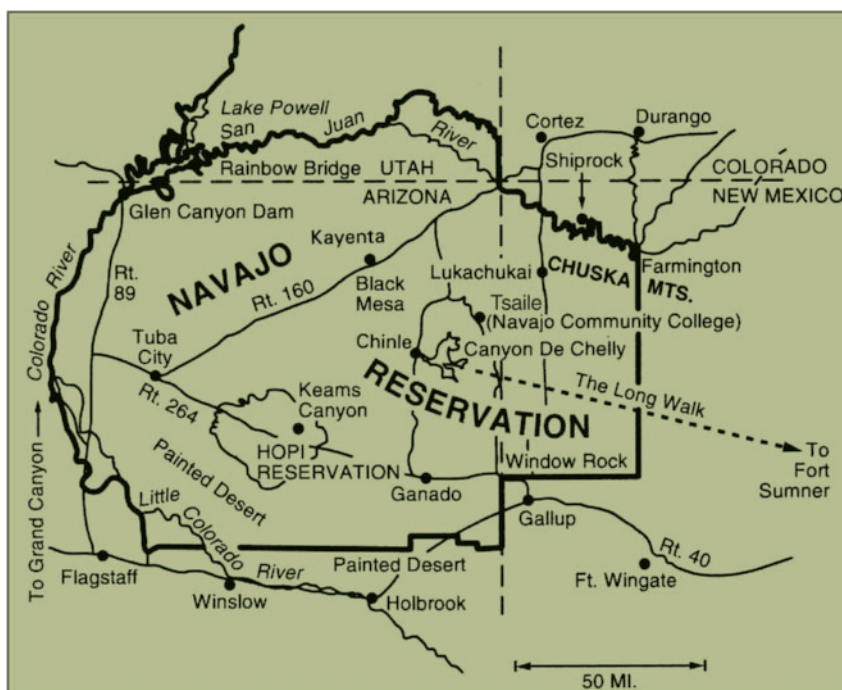 Lake Powell
San Juan River
Cortez
Durango
Shiprock
Rainbow Bridge
UTAH
ARIZONA
COLORADO
NEW MEXICO
Glen Canyon Dam
Colorado River
Rt. 89
NAVAJO
Kayenta
Rt. 160
Black
Mesa
Lukachukai
CHUSKA MTS.
Farmington
Tsaile
(Navajo Community College)
Tuba
City
Chinle
Canyon De Chelly
RESERVATION
The Long Walk
To
Fort
Sumner
Rt. 264
Keams
Canyon
HOPI
RESERVATION
Painted Desert
Ganado
Window Rock
Gallup
To Grand Canyon
Little Colorado River
Painted Desert
Rt. 40
Flagstaff
Winslow
Holbrook
Ft. Wingate
50 MI.